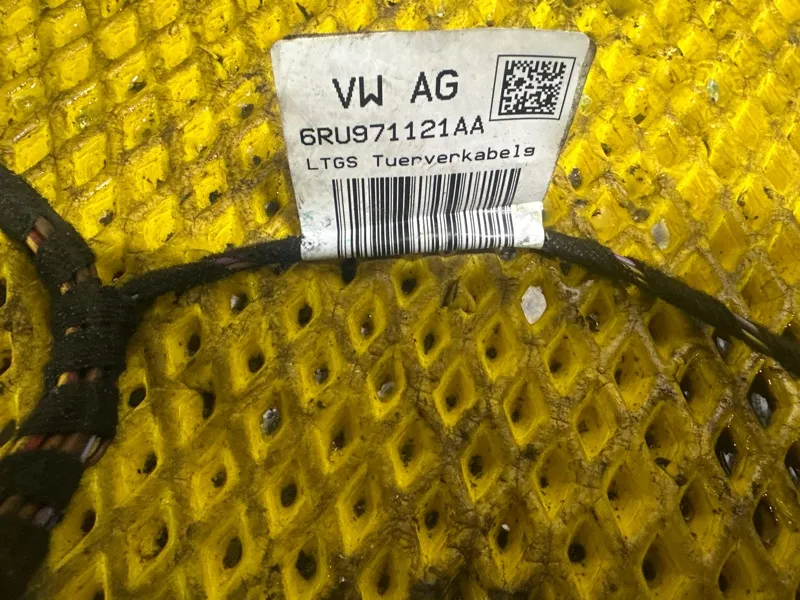 VW AG
6RU971121AA
LTGS Tuerverkabelg